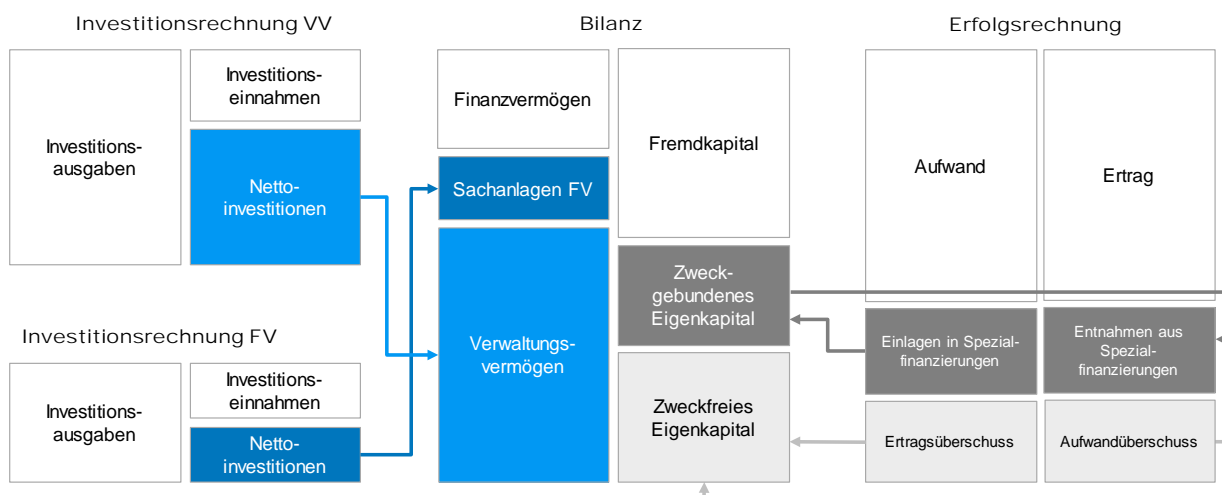 Investitionsrechnung VV
Investitions-
ausgaben
Investitions-
einnahmen
Netto-
investitionen
Investitionsrechnung FV
Investitions-
ausgaben
Investitions-
einnahmen
Netto-
investitionen
Bilanz
Finanzvermögen
Sachanlagen FV
Verwaltungs-
vermögen
Fremdkapital
Zweck-
gebundenes
Eigenkapital
Zweckfreies
Eigenkapital
Erfolgsrechnung
Aufwand
Einlagen in Spezial-
finanzierungen
Ertragsüberschuss
Ertrag
Entnahmen aus
Spezial-
finanzierungen
Aufwandüberschuss